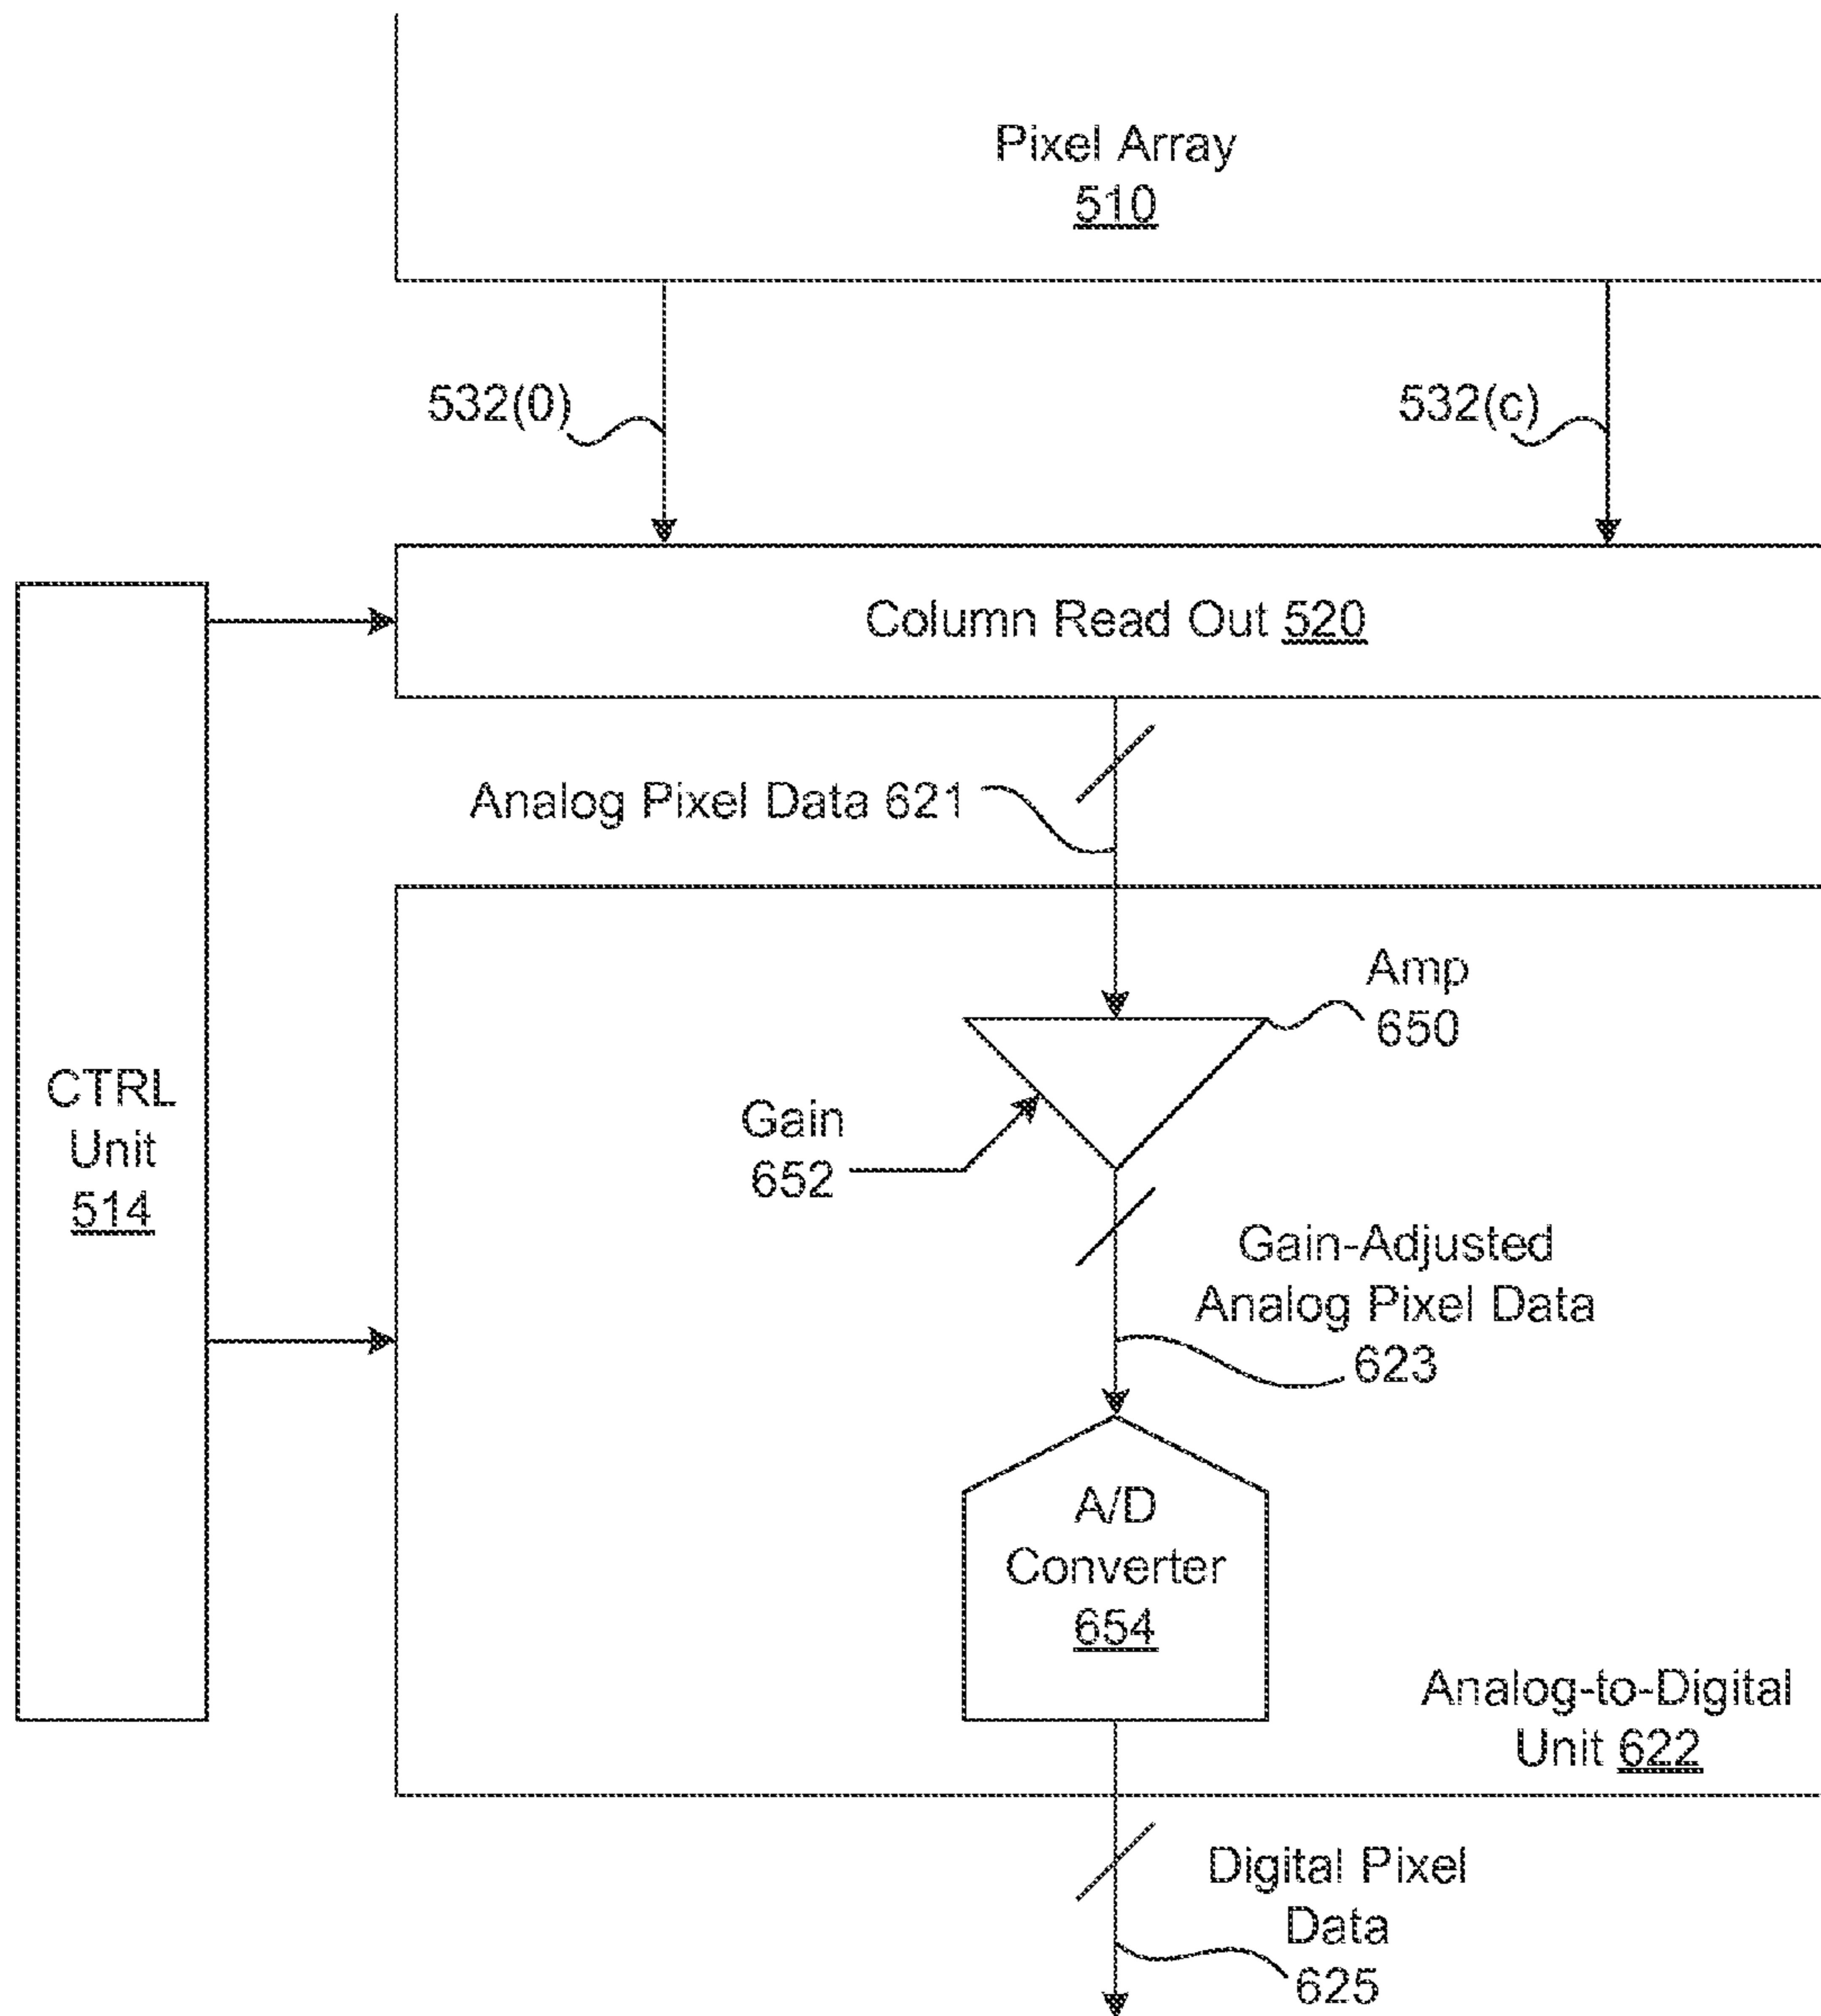 Pixel Array
510
532(0)
532(c)
Column Read Out 520
Analog Pixel Data 621
Amp
650
CTRL
Unit
514
Gain
652
Gain-Adjusted
Analog Pixel Data
623
A/D
Converter
654
Analog-to-Digital
Unit 622
Digital Pixel
Data
625